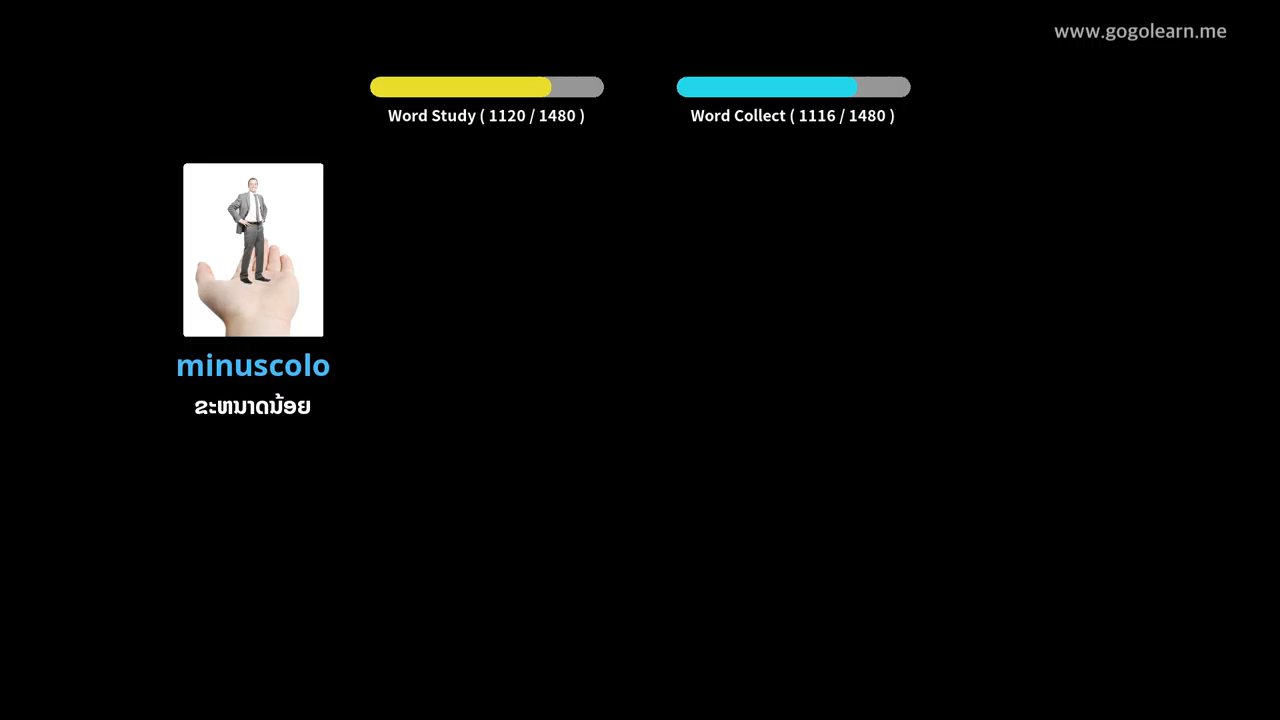 www.gogolearn.me
Word Study ( 1120 / 1480 )
Word Collect ( 1116 / 1480 )
minuscolo
ຂະຫນາດນ້ອຍ